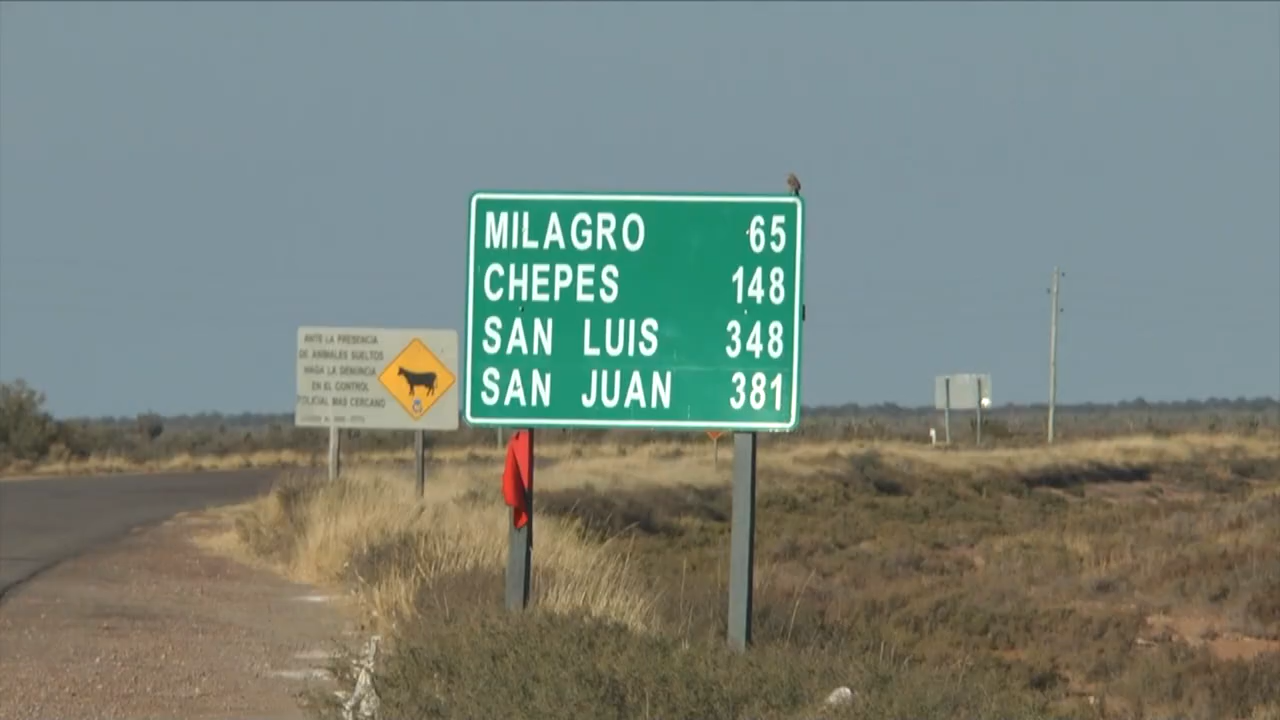 MILAGRO 65
CHEPES 148
SAN LUIS 348
SAN JUAN 381
ANTE LA PRESENCIA
DE ANIMALES SUELTOS
HAGA LA DENUNCIA
EN EL CONTROL
POLICIAL MAS CERCANO